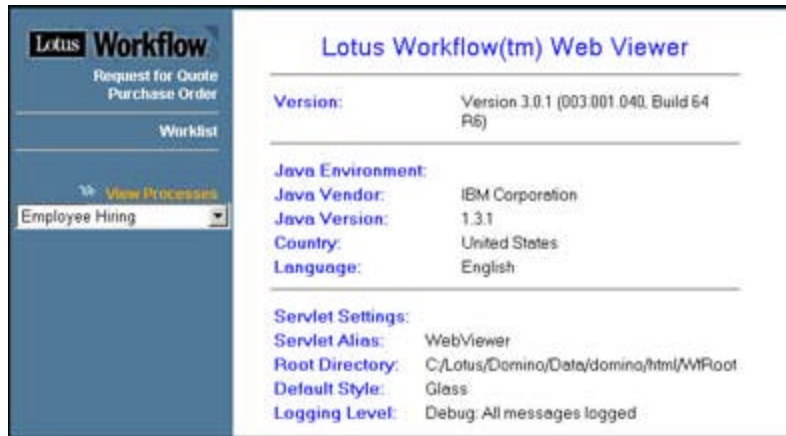 Lotus Workflow
Request for Quote
Purchase Order
Worklist
View Processes
Employee Hiring
Lotus Workflow(tm) Web Viewer
Version: Version 3.0.1 (003.001.040, Build 64
R6)
Java Environment:
Java Vendor: IBM Corporation
Java Version: 1.3.1
Country: United States
Language: English
Servlet Settings:
Servlet Alias: WebViewer
Root Directory: C:/Lotus/Domino/Data/domino/html/WfRoot
Default Style: Glass
Logging Level: Debug: All messages logged